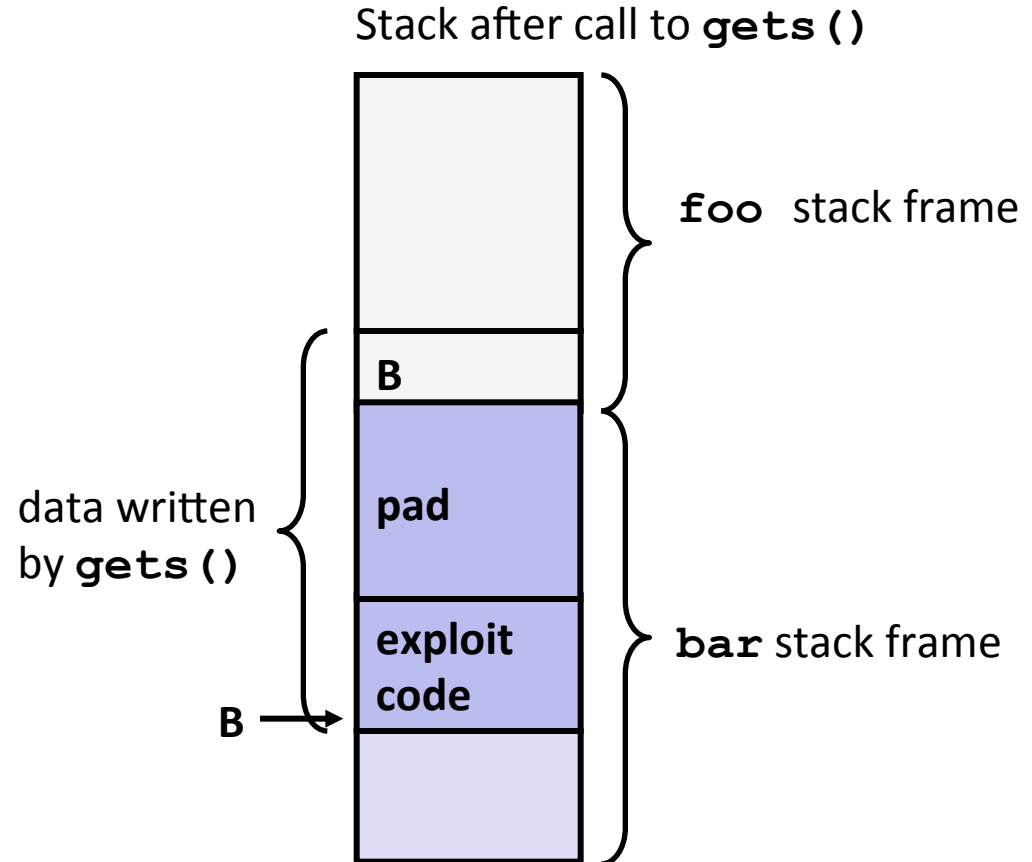 Stack after call to gets()
foo stack frame
B
pad
data written
by gets()
exploit
code
bar stack frame
B